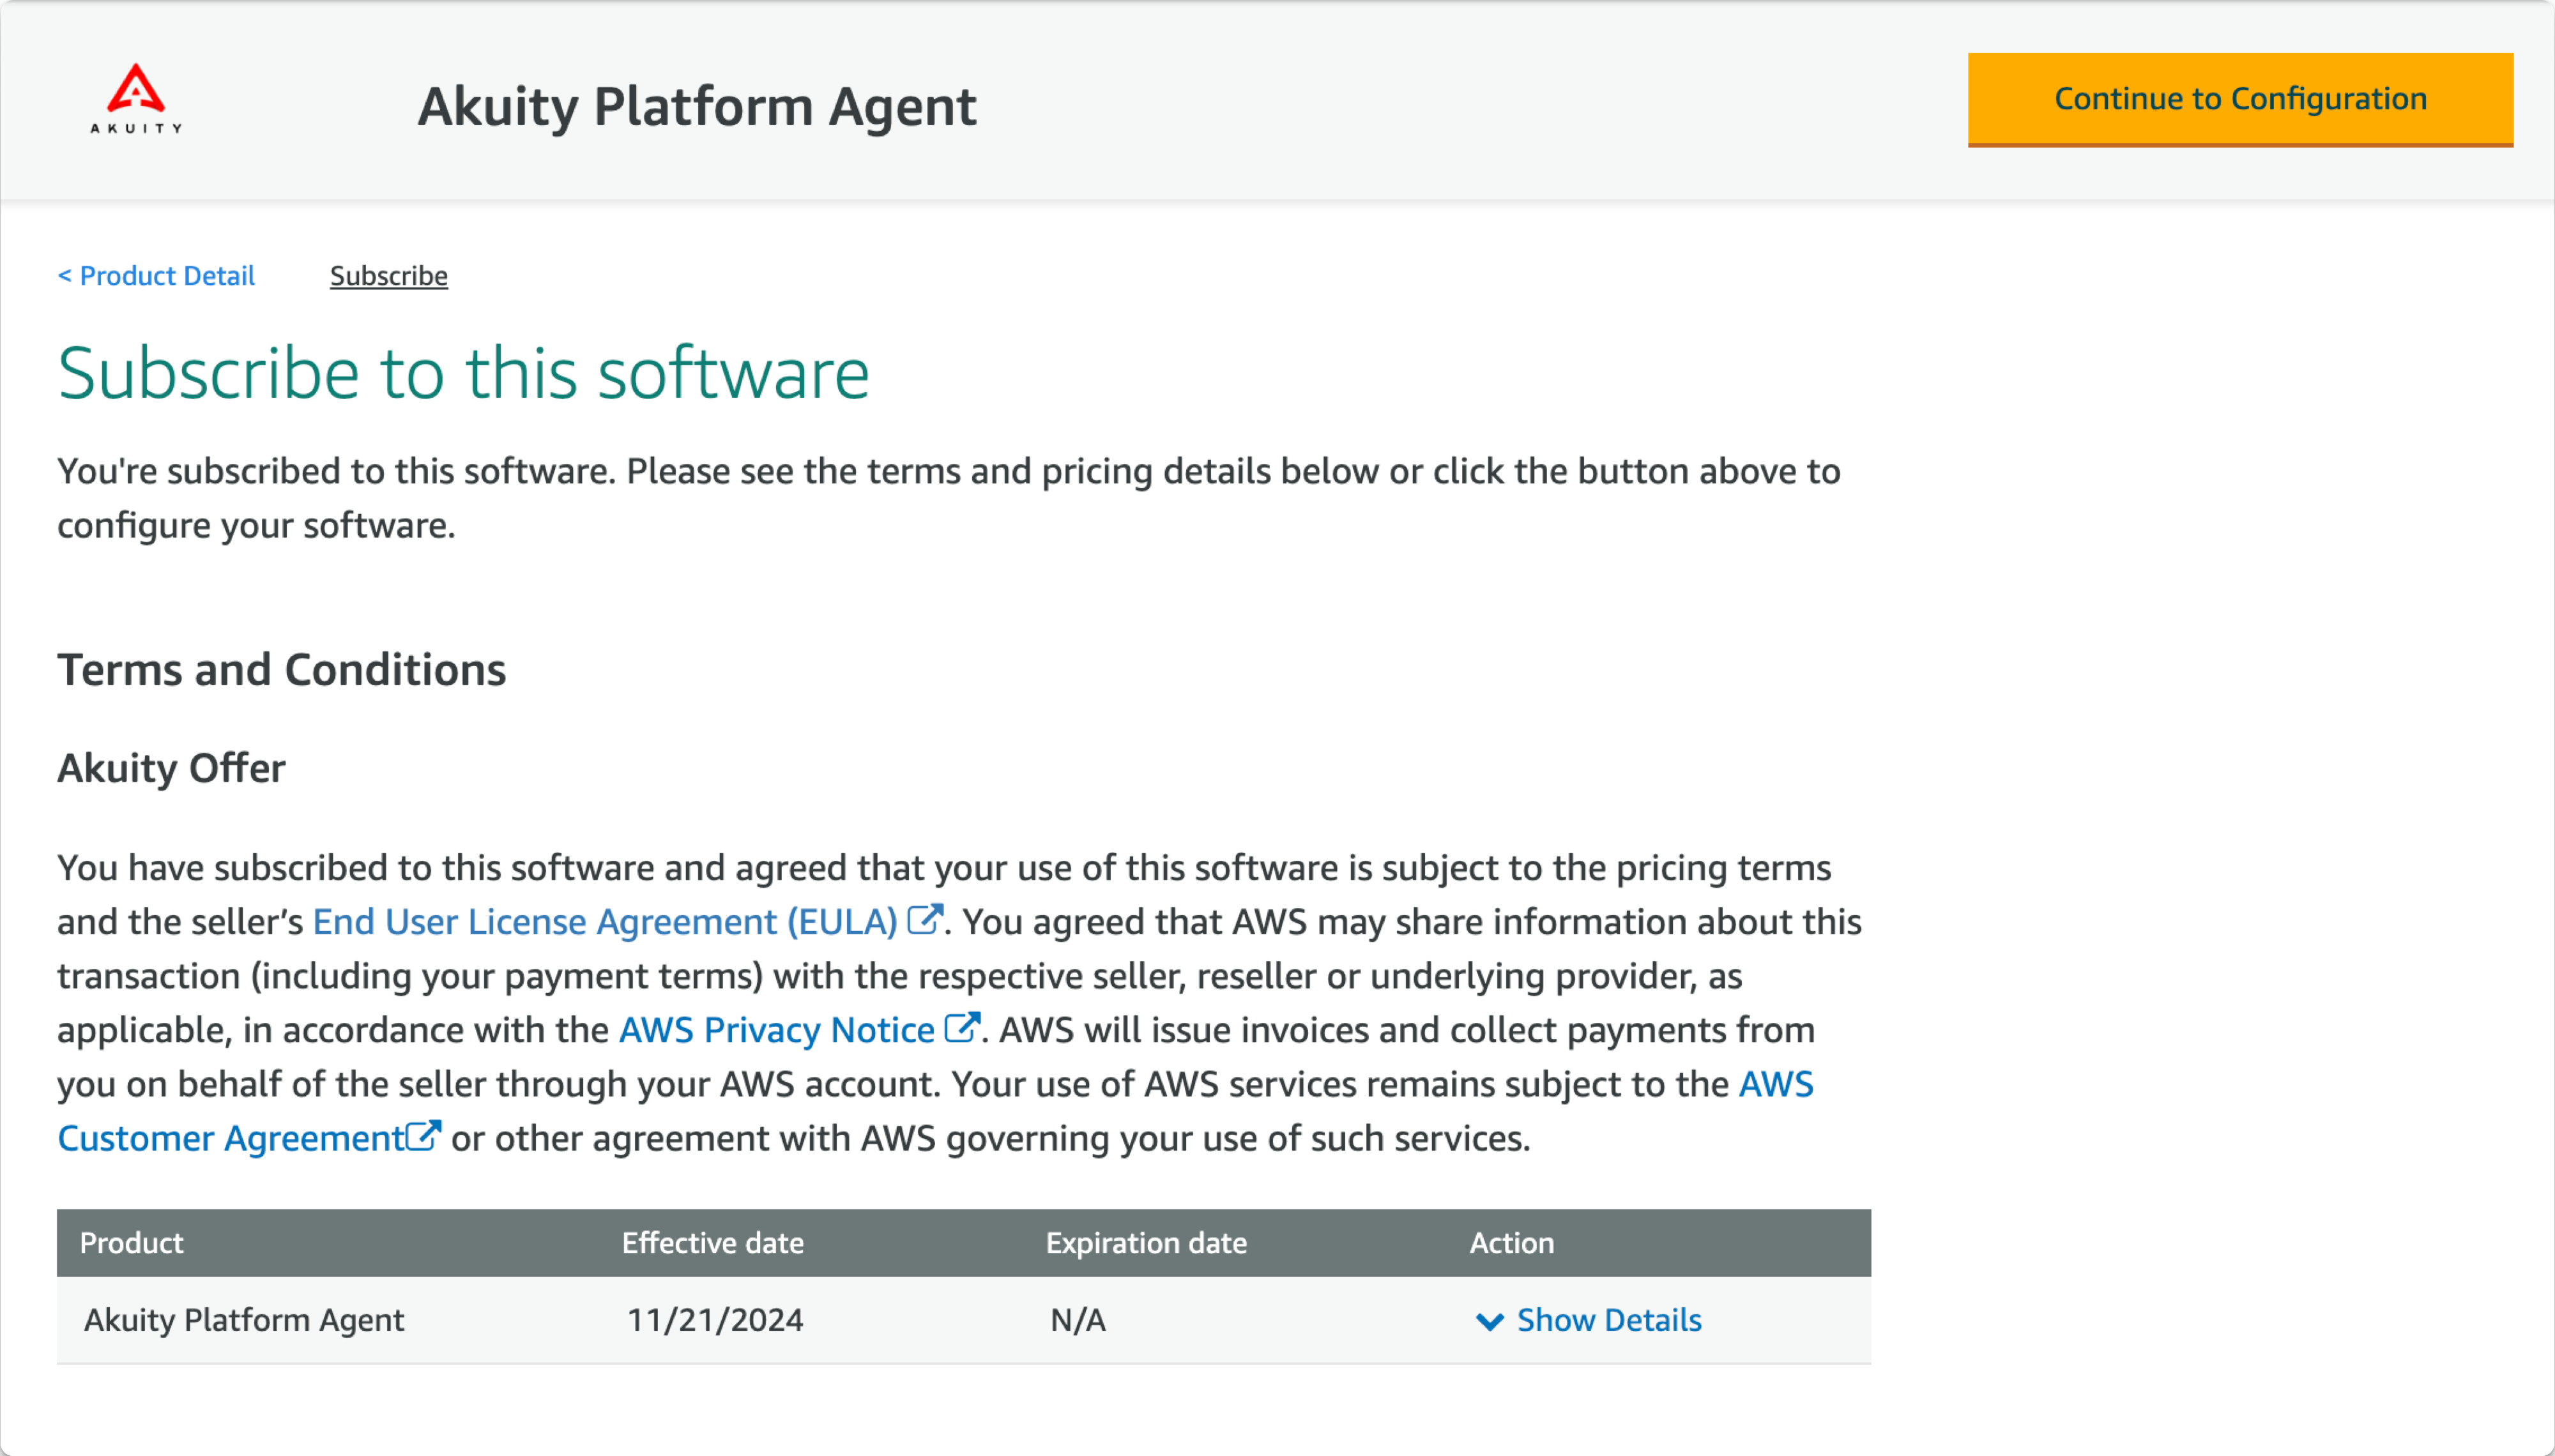 AKUITY
Akuity Platform Agent
Continue to Configuration
< Product Detail
Subscribe
Subscribe to this software
You're subscribed to this software. Please see the terms and pricing details below or click the button above to
configure your software.
Terms and Conditions
Akuity Offer
You have subscribed to this software and agreed that your use of this software is subject to the pricing terms
and the seller’s End User License Agreement (EULA). You agreed that AWS may share information about this
transaction (including your payment terms) with the respective seller, reseller or underlying provider, as
applicable, in accordance with the AWS Privacy Notice. AWS will issue invoices and collect payments from
you on behalf of the seller through your AWS account. Your use of AWS services remains subject to the AWS
Customer Agreement or other agreement with AWS governing your use of such services.
Product Effective date Expiration date Action
Akuity Platform Agent 11/21/2024 N/A Show Details